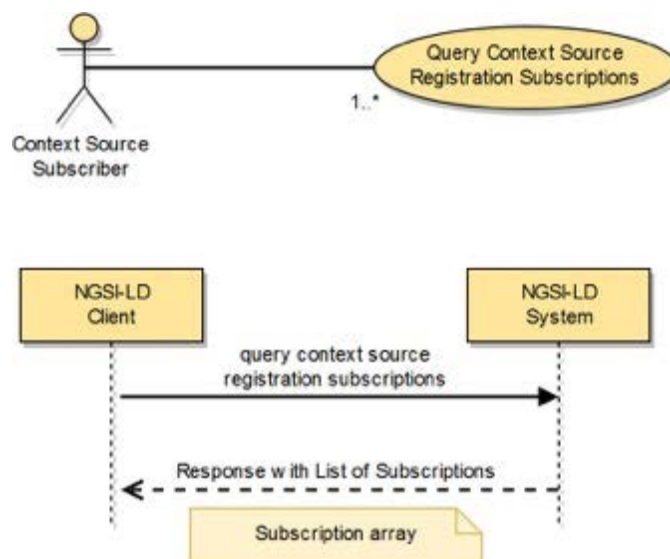 Query Context Source
Registration Subscriptions
1..*
Context Source
Subscriber
NGSI-LD
Client
NGSI-LD
System
query context source
registration subscriptions
Response with List of Subscriptions
Subscription array